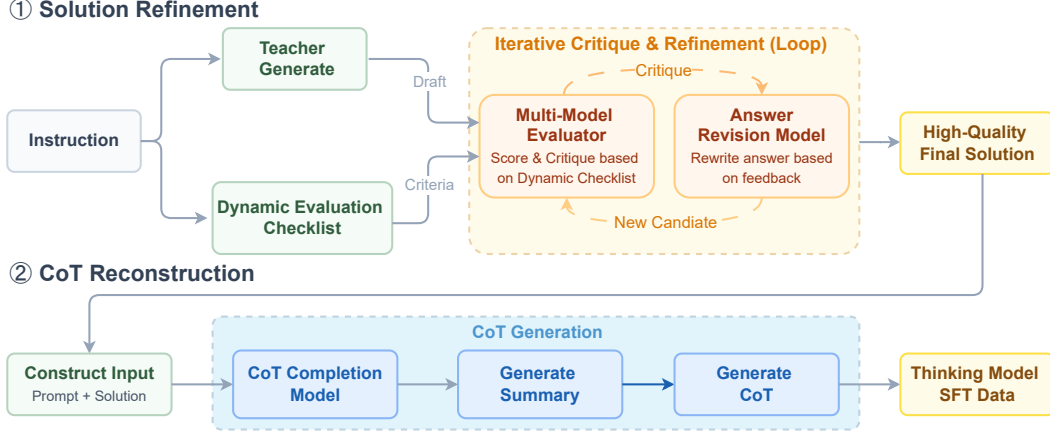 ① Solution Refinement
Instruction
Teacher
Generate
Draft
Dynamic Evaluation
Checklist
Criteria
Iterative Critique & Refinement (Loop)
Critique
Multi-Model
Evaluator
Score & Critique based
on Dynamic Checklist
Answer
Revision Model
Rewrite answer based
on feedback
New Candiate
High-Quality
Final Solution
② CoT Reconstruction
Construct Input
Prompt + Solution
CoT Generation
CoT Completion
Model
Generate
Summary
Generate
CoT
Thinking Model
SFT Data